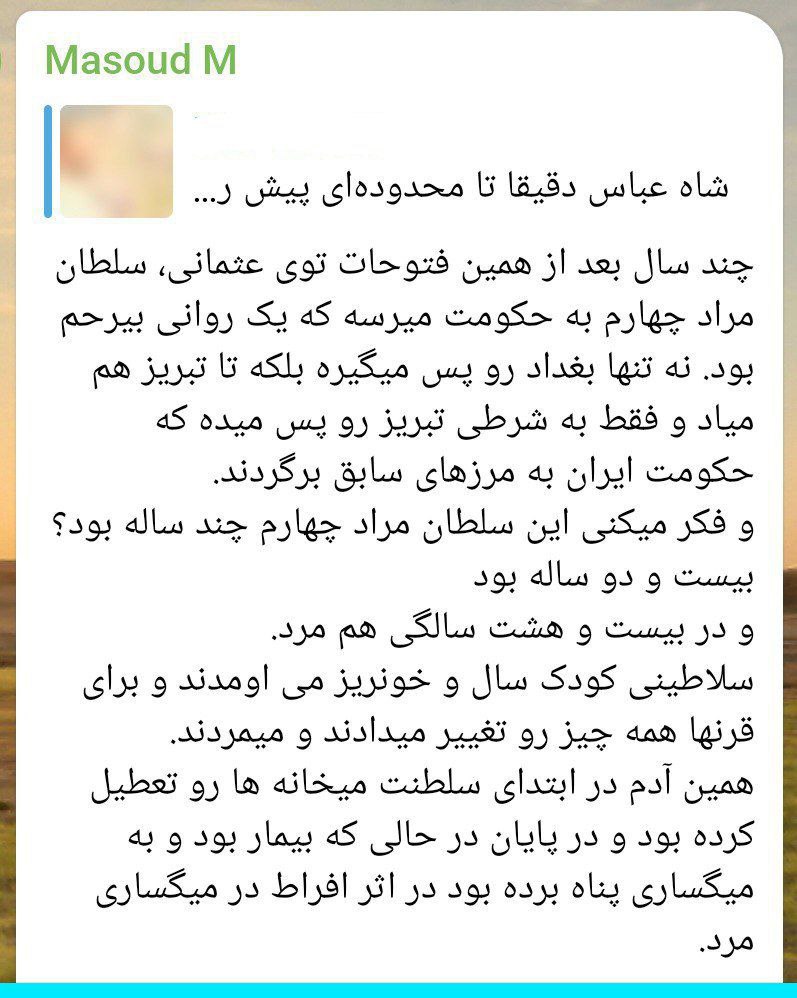 Masoud M
شاه عباس دقیقا تا محدوده‌ای پیش ر...
چند سال بعد از همین فتوحات توی عثمانی، سلطان
مراد چهارم به حکومت میرسه که یک روانی بیرحم
بود. نه تنها بغداد رو پس میگیره بلکه تا تبریز هم
میاد و فقط به شرطی تبریز رو پس میده که
حکومت ایران به مرزهای سابق برگردند.
و فکر میکنی این سلطان مراد چهارم چند ساله بود؟
بیست و دو ساله بود
و در بیست و هشت سالگی هم مرد.
سلاطینی کودک سال و خونریز می اومدند و برای
قرنها همه چیز رو تغییر میدادند و میمردند.
همین آدم در ابتدای سلطنت میخانه ها رو تعطیل
کرده بود و در پایان در حالی که بیمار بود و به
میگساری پناه برده بود در اثر افراط در میگساری
مرد.